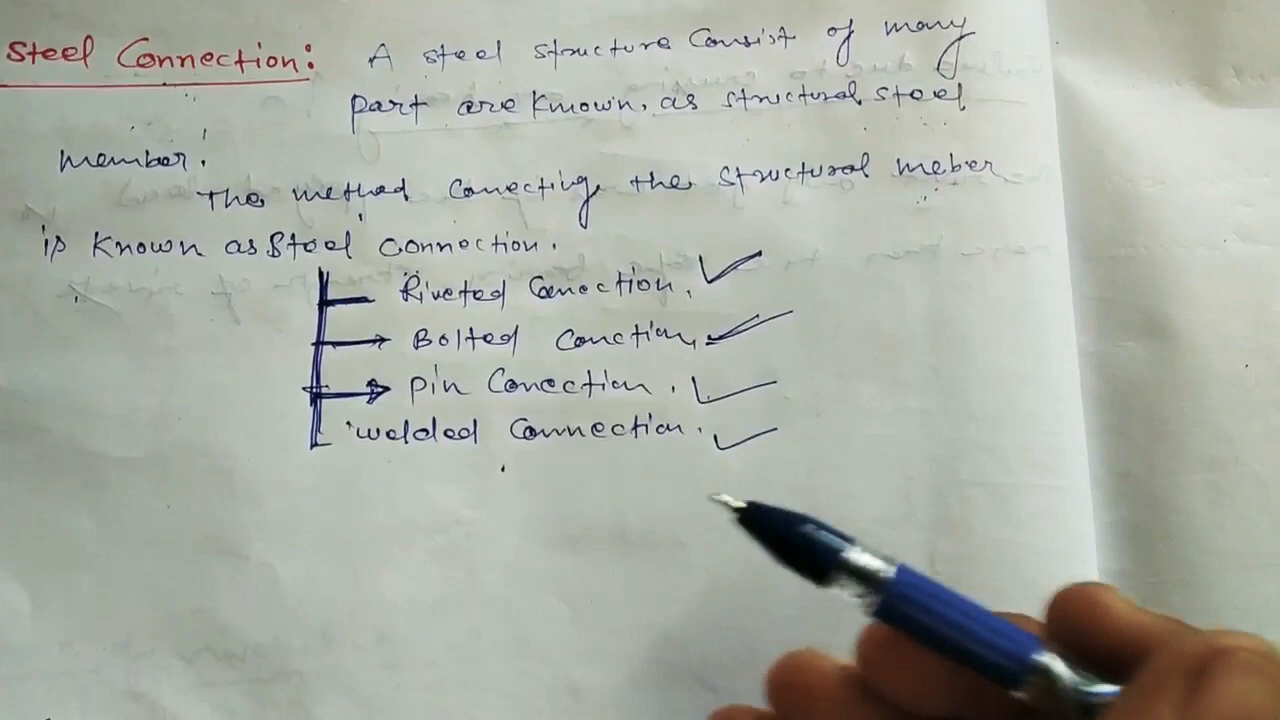 Steel Connection: A steel structure Consist of many
part are known, as structural steel
member.
The method Conecting the structural meber
is known as Steel connection.
Riveted Conection.
Bolted Conction,
Pin Conection.
welded Connection.